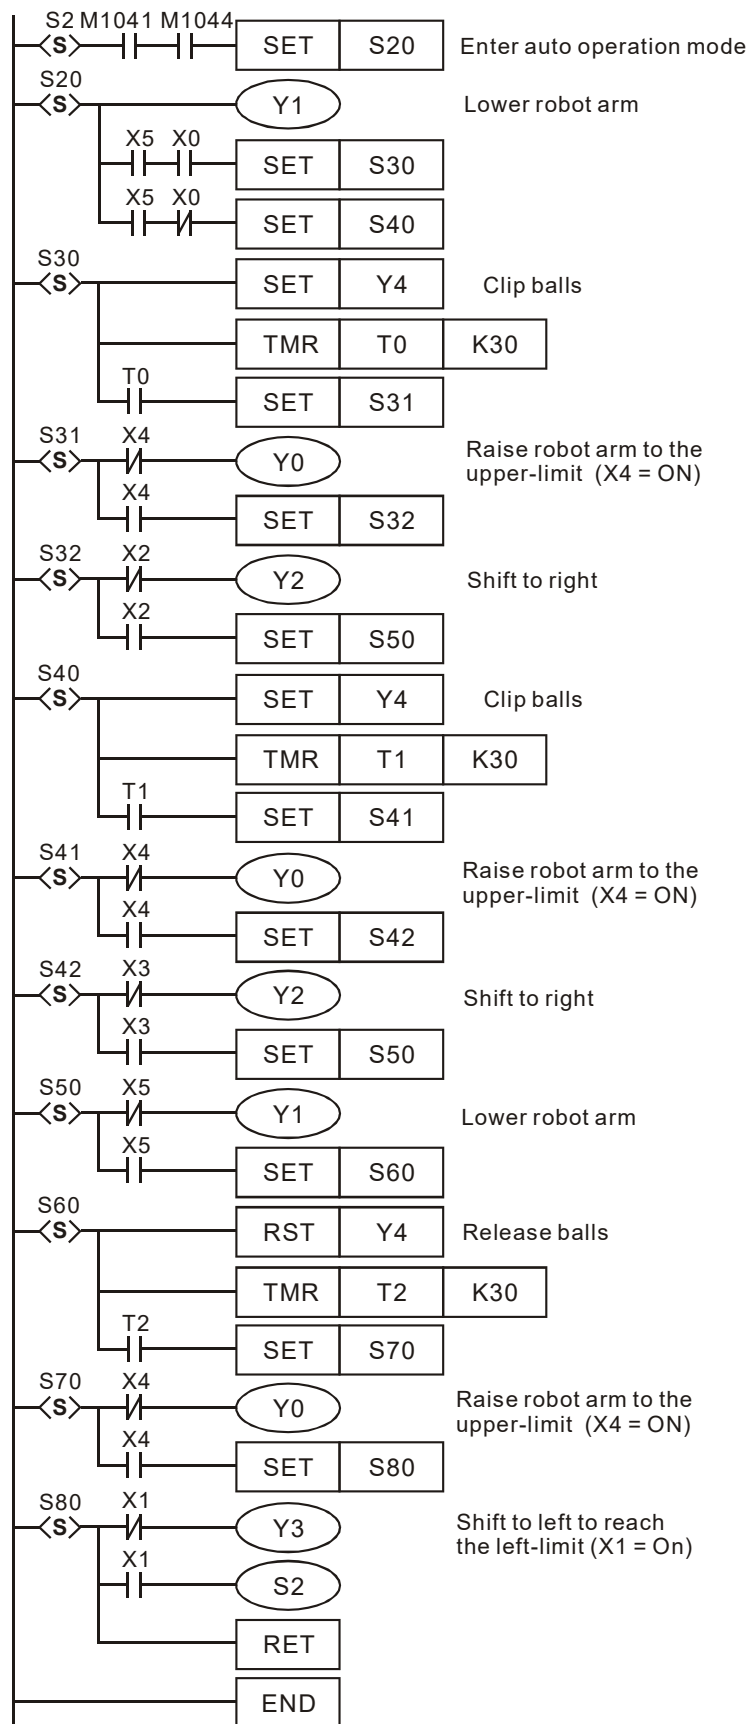 S2 M1041 M1044
S SET S20 Enter auto operation mode
S20
S Y1 Lower robot arm
X5 X0
SET S30
X5 X0
SET S40
S30
S SET Y4 Clip balls
TMR T0 K30
T0
SET S31
S31 X4
S Y0 Raise robot arm to the
upper-limit (X4 = ON)
X4
SET S32
S32 X2
S Y2 Shift to right
X2
SET S50
S40
S SET Y4 Clip balls
TMR T1 K30
T1
SET S41
S41 X4
S Y0 Raise robot arm to the
upper-limit (X4 = ON)
X4
SET S42
S42 X3
S Y2 Shift to right
X3
SET S50
S50 X5
S Y1 Lower robot arm
X5
SET S60
S60
S RST Y4 Release balls
TMR T2 K30
T2
SET S70
S70 X4
S Y0 Raise robot arm to the
upper-limit (X4 = ON)
X4
SET S80
S80 X1
S Y3 Shift to left to reach
the left-limit (X1 = On)
X1
S2
RET
END